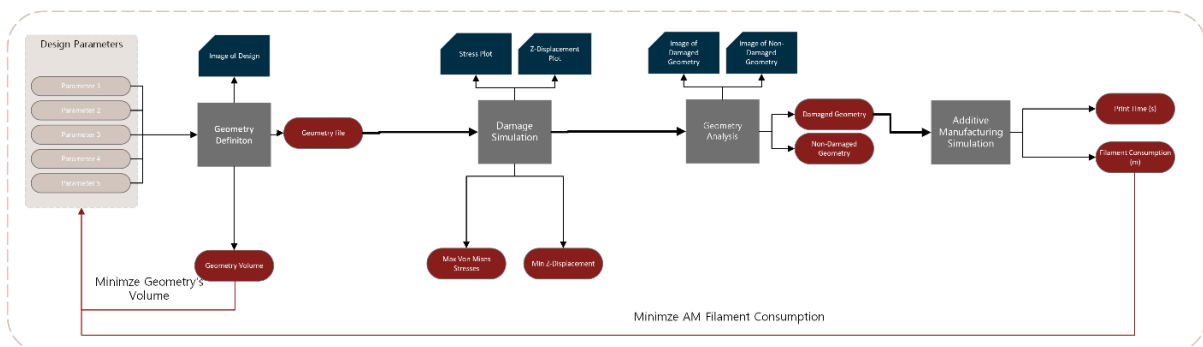 Design Parameters
Parameter 1
Parameter 2
Parameter 3
Parameter 4
Parameter 5
Image of Design
Geometry
Definiton
Geometry File
Geometry Volume
Minimze Geometry's
Volume
Stress Plot
Z-Displacement
Plot
Damage
Simulation
Max Von Mises
Stresses
Min Z-Displacement
Image of
Damaged
Geometry
Image of Non-
Damaged
Geometry
Geometry
Analysis
Damaged Geometry
Non-Damaged
Geometry
Additive
Manufacturing
Simulation
Print Time (s)
Filament Consumption
(m)
Minimze AM Filament Consumption